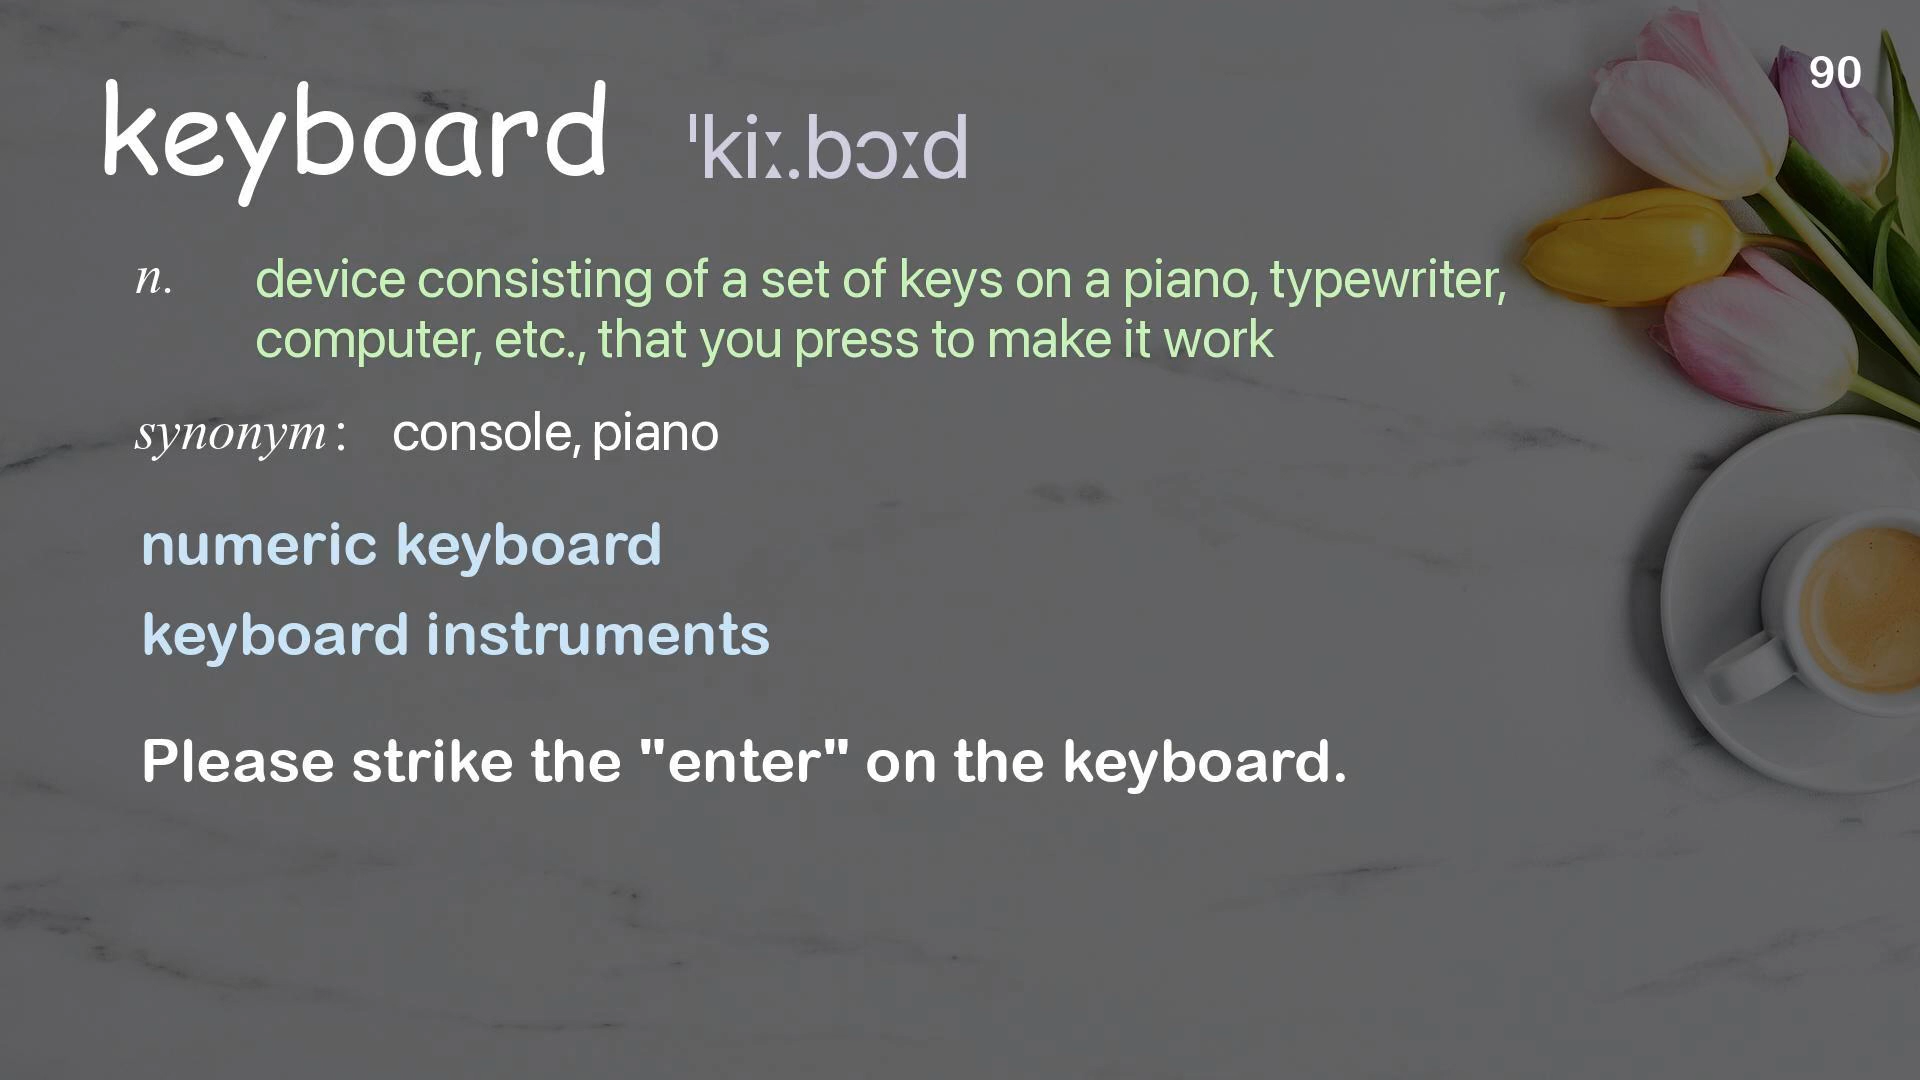 90
keyboard ˈkiː.bɔːd
n. device consisting of a set of keys on a piano, typewriter,
computer, etc., that you press to make it work
synonym: console, piano
numeric keyboard
keyboard instruments
Please strike the "enter" on the keyboard.